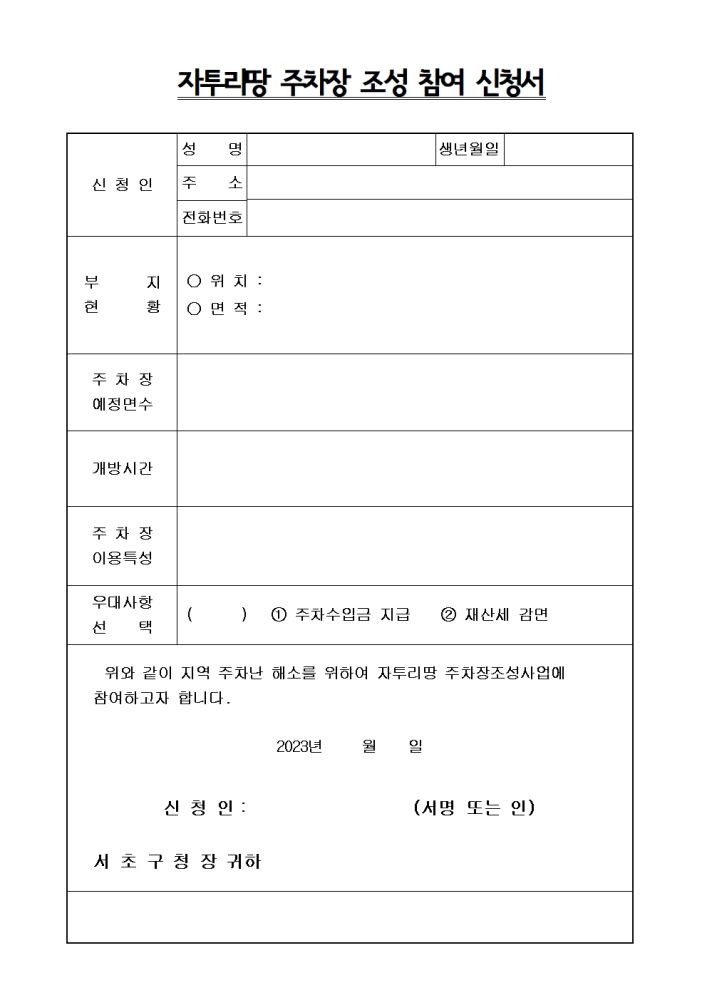 자투리땅 주차장 조성 참여 신청서
신 청 인
성 명
생년월일
주 소
전화번호
부 지
현 황
○ 위 치 :
○ 면 적 :
주 차 장
예정면수
개방시간
주 차 장
이용특성
우대사항
선 택
( ) ① 주차수입금 지급 ② 재산세 감면
위와 같이 지역 주차난 해소를 위하여 자투리땅 주차장조성사업에
참여하고자 합니다.
2023년 월 일
신 청 인 : (서명 또는 인)
서 초 구 청 장 귀하